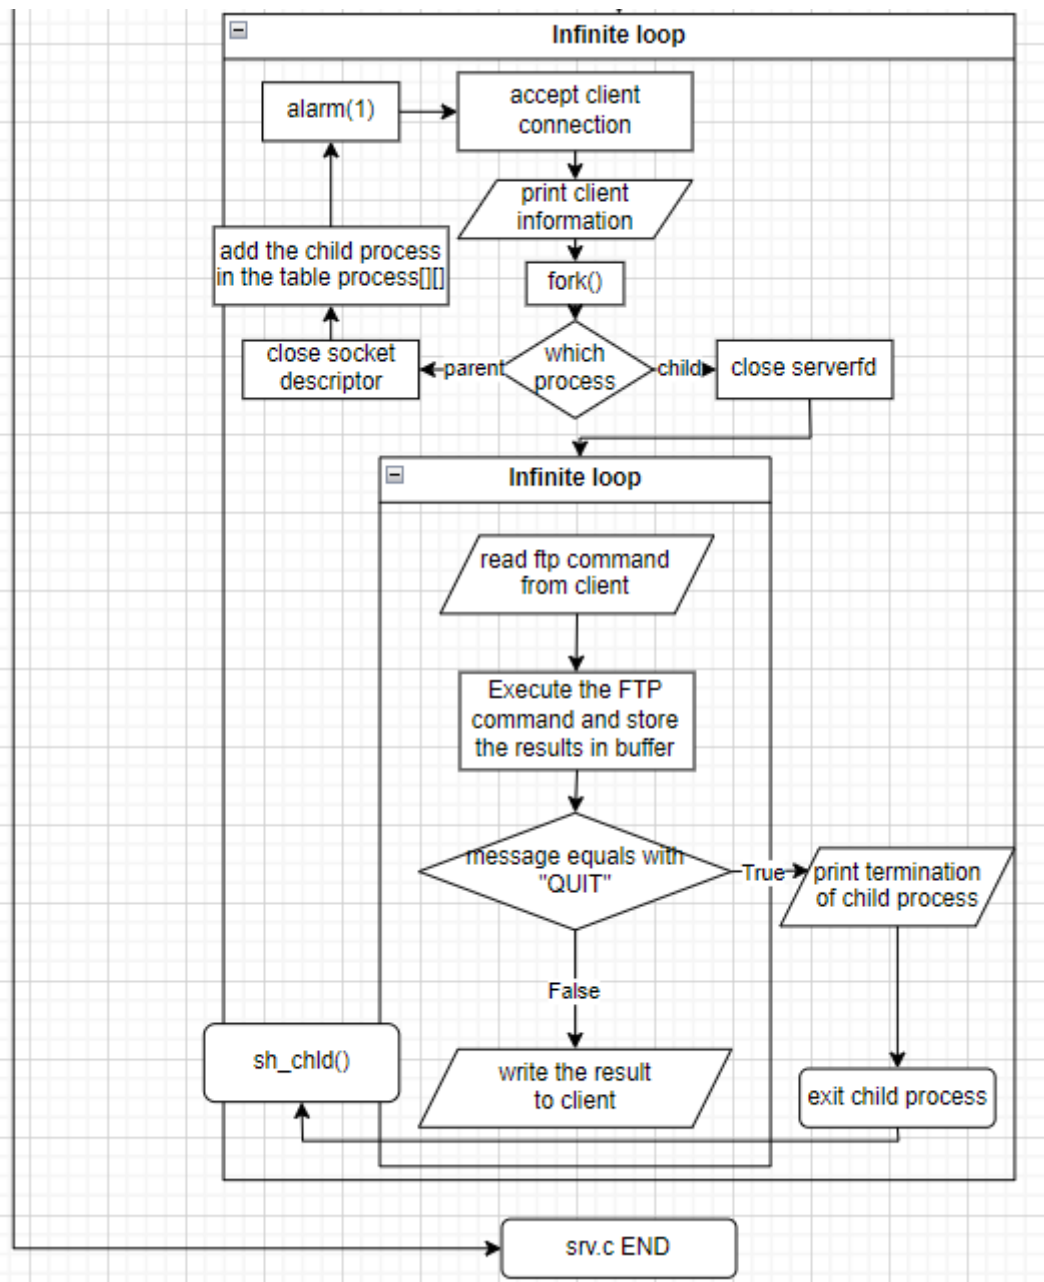 Infinite loop
alarm(1)
accept client
connection
print client
information
add the child process
in the table process[][]
fork()
close socket
descriptor
parent
which
process
child
close serverfd
Infinite loop
read ftp command
from client
Execute the FTP
command and store
the results in buffer
message equals with
"QUIT"
True
print termination
of child process
False
sh_chld()
write the result
to client
exit child process
srv.c END